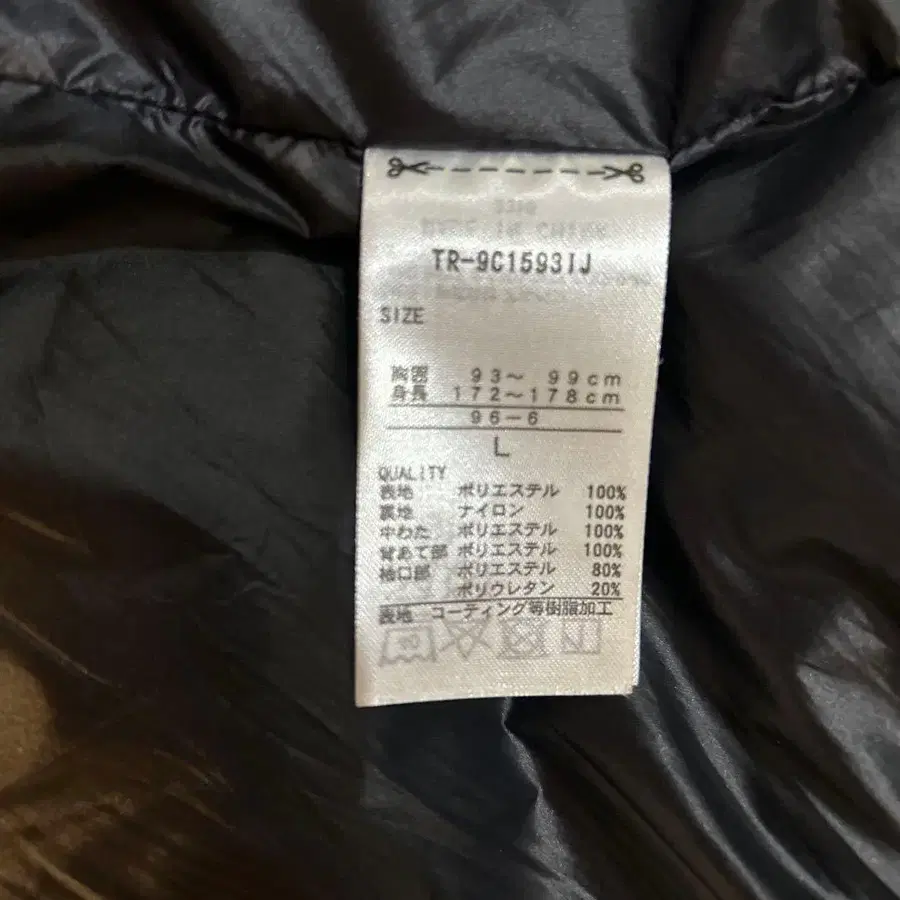 TR-9C1593IJ
SIZE
胸囲 93～ 99cm
身長 172～178cm
96-6
L
QUALITY
表地 ポリエステル 100%
裏地 ナイロン 100%
中わた ポリエステル 100%
背あて部 ポリエステル 100%
袖口部 ポリエステル 80%
ポリウレタン 20%
表地 コーティング等樹脂加工